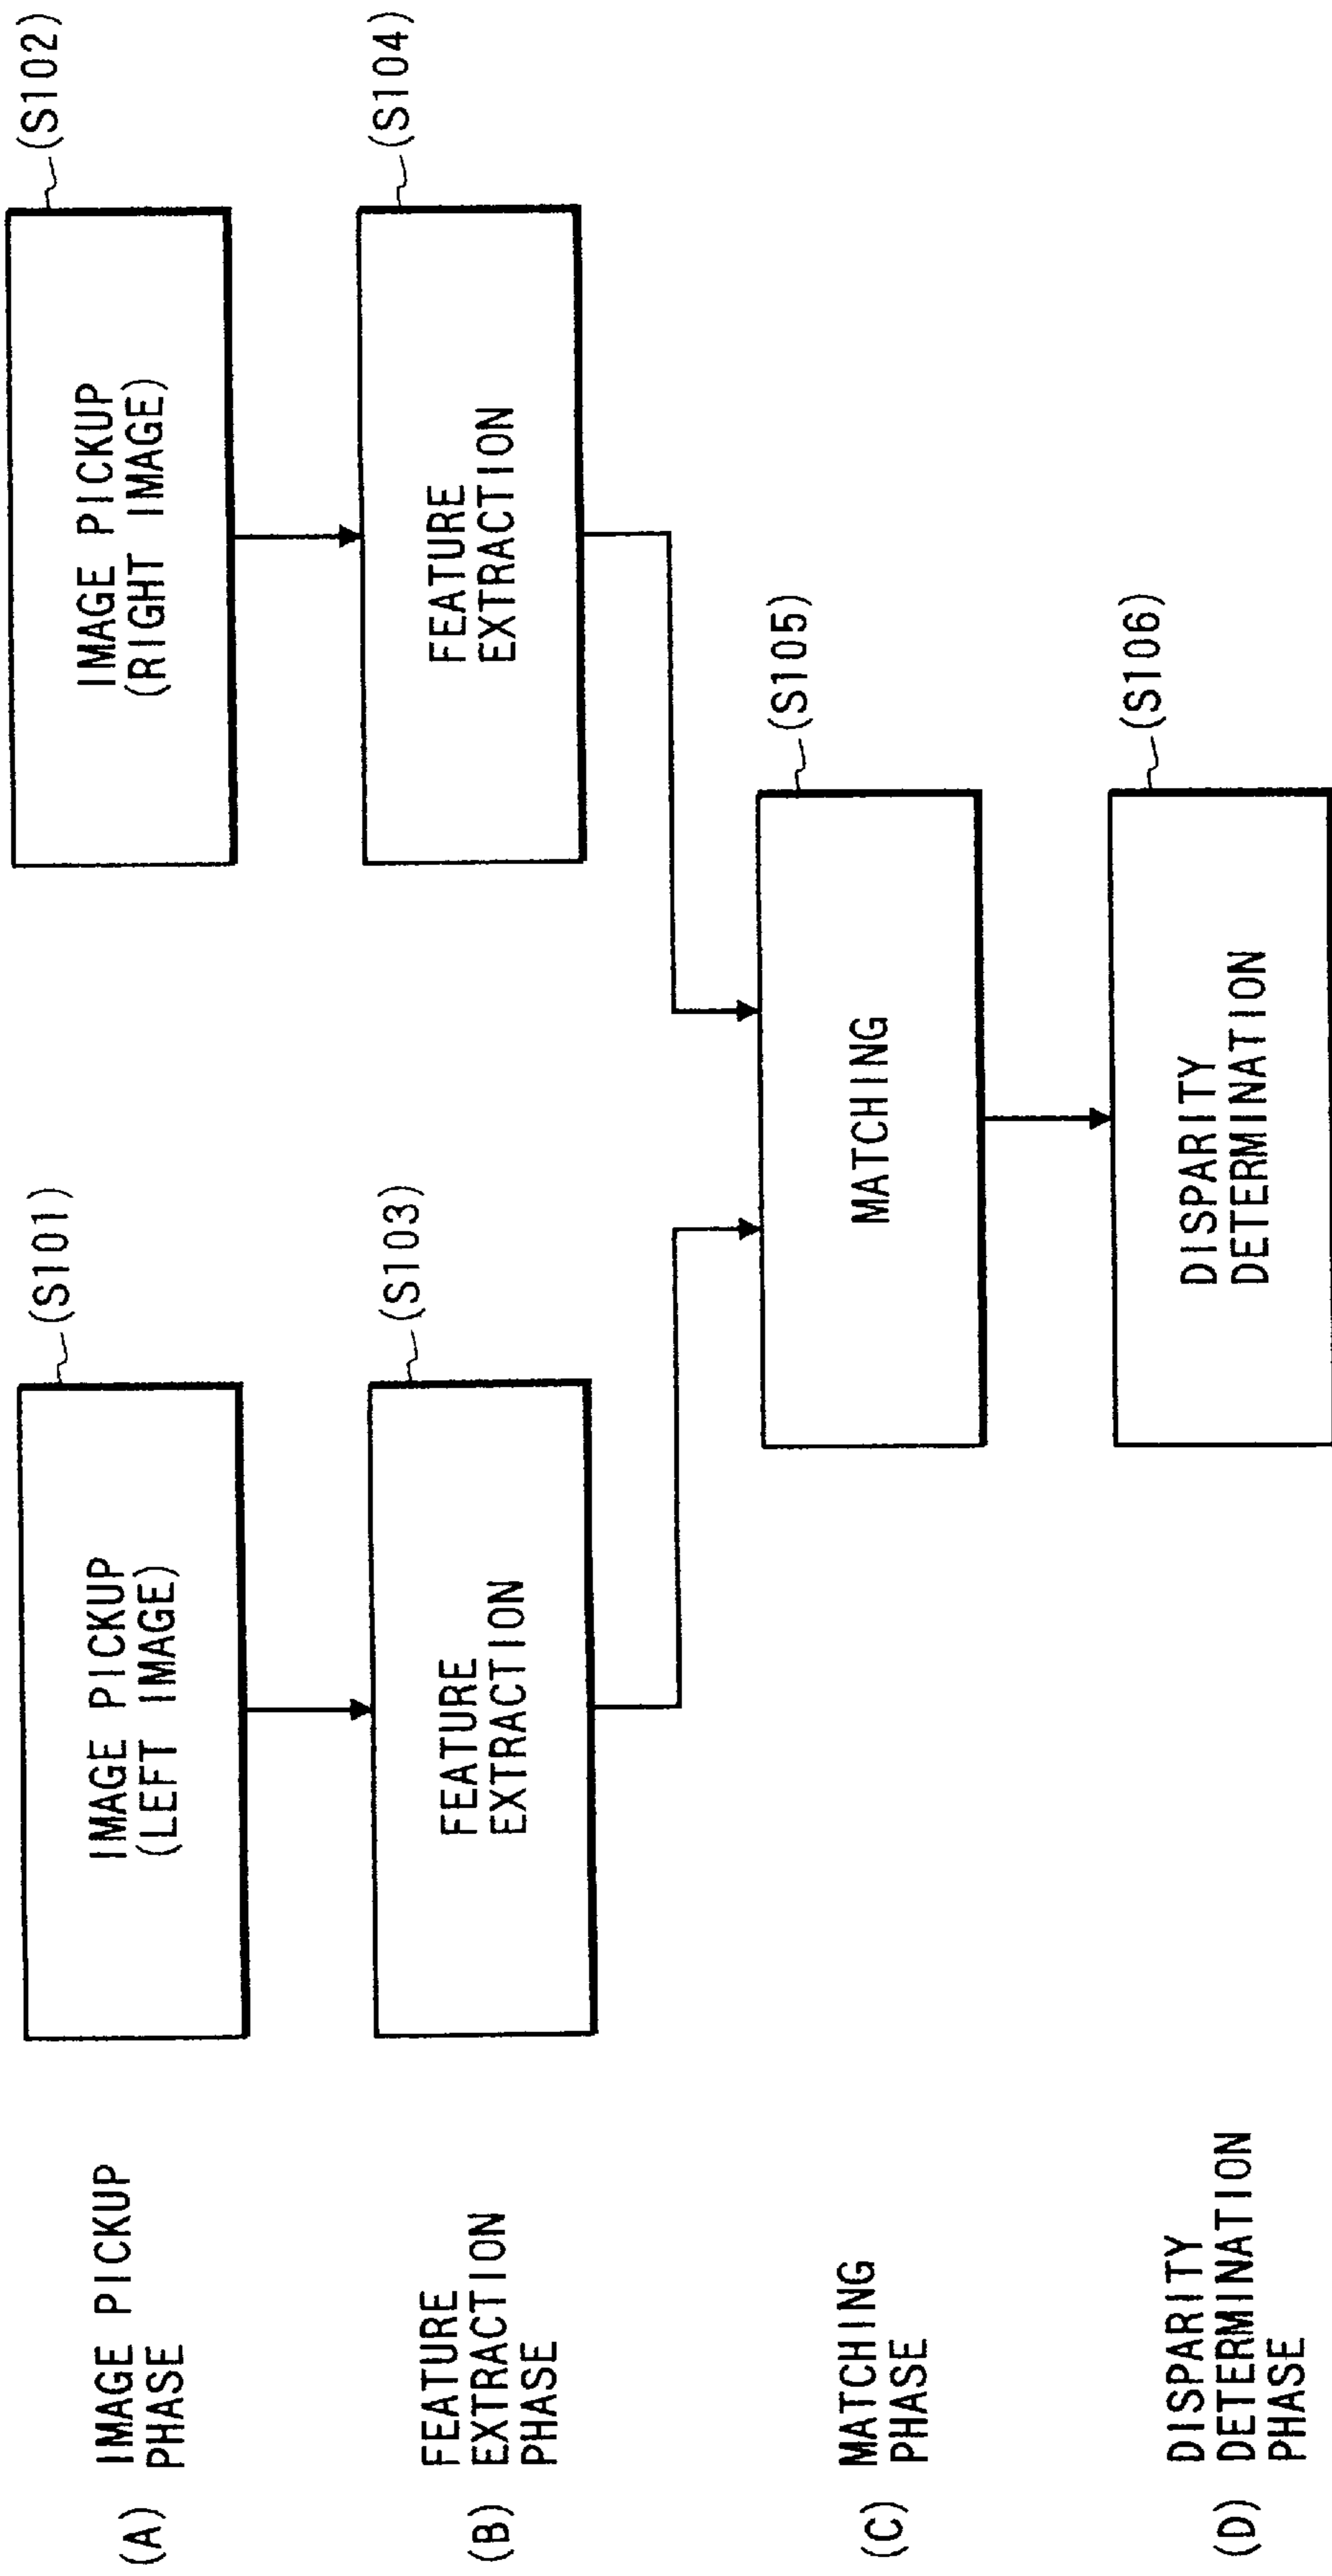 (A) IMAGE PICKUP
PHASE
IMAGE PICKUP
(LEFT IMAGE)
(S101)
IMAGE PICKUP
(RIGHT IMAGE)
(S102)
(B) FEATURE
EXTRACTION
PHASE
FEATURE
EXTRACTION
(S103)
FEATURE
EXTRACTION
(S104)
(C) MATCHING
PHASE
MATCHING
(S105)
(D) DISPARITY
DETERMINATION
PHASE
DISPARITY
DETERMINATION
(S106)